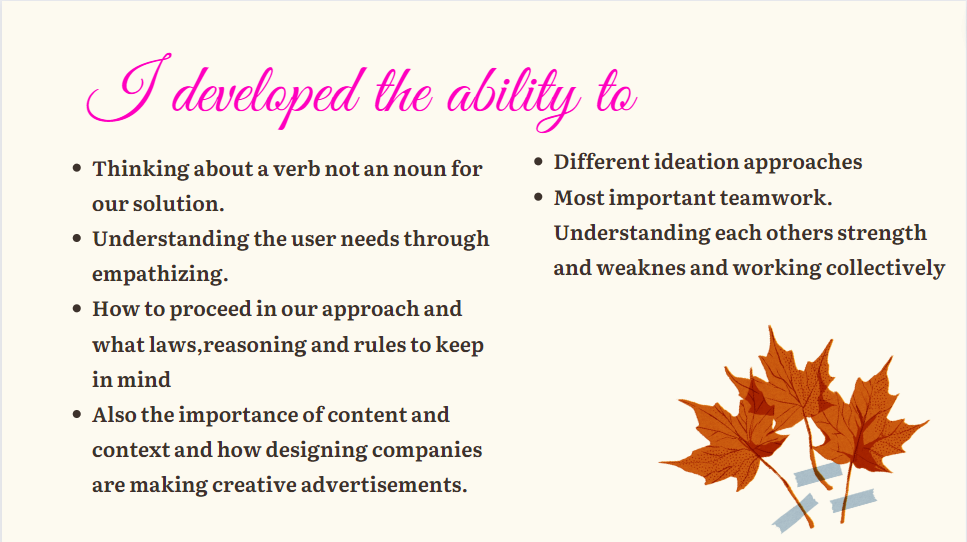 I developed the ability to
Thinking about a verb not an noun for
our solution.
Understanding the user needs through
empathizing.
How to proceed in our approach and
what laws,reasoning and rules to keep
in mind
Also the importance of content and
context and how designing companies
are making creative advertisements.
Different ideation approaches
Most important teamwork.
Understanding each others strength
and weaknes and working collectively